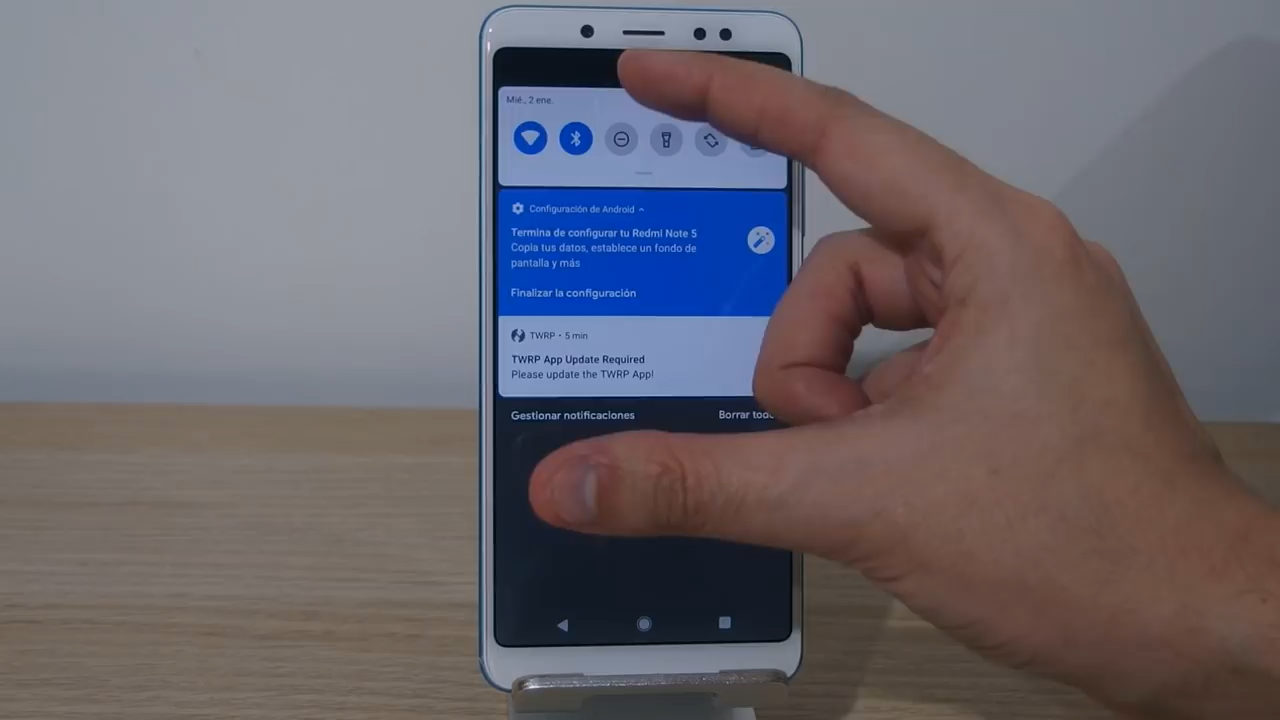 Mié., 2 ene.
Configuración de Android
Termina de configurar tu Redmi Note 5
Copia tus datos, establece un fondo de
pantalla y más
Finalizar la configuración
TWRP • 5 min
TWRP App Update Required
Please update the TWRP App!
Gestionar notificaciones
Borrar todo